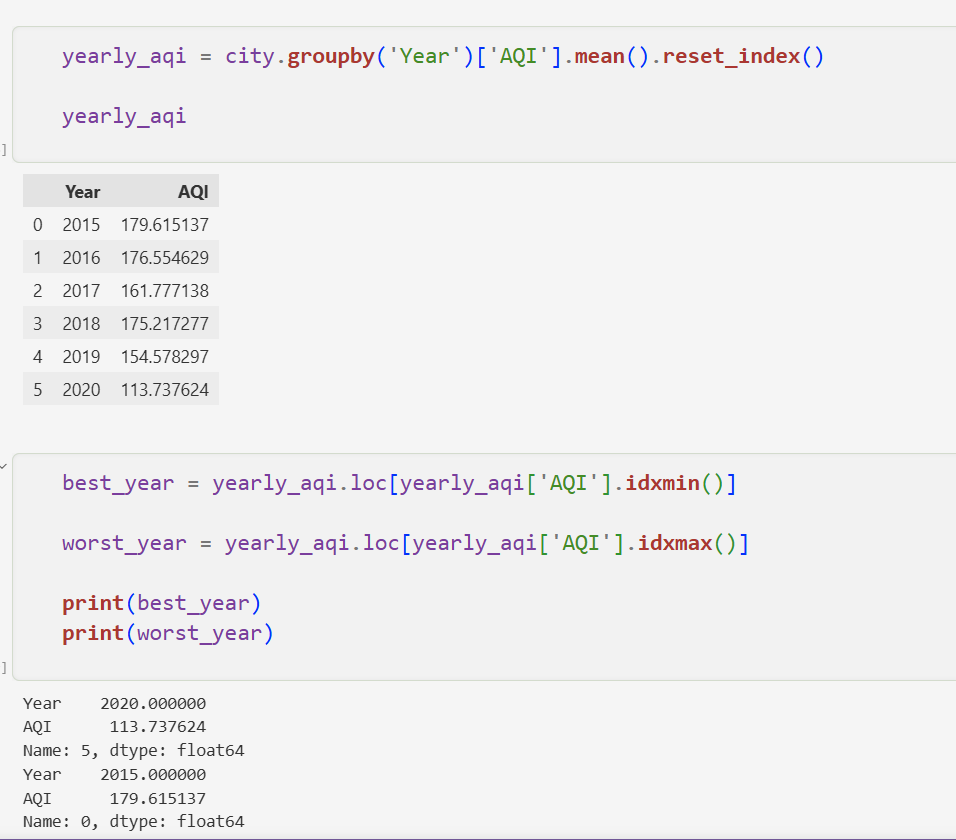 yearly_aqi = city.groupby('Year')['AQI'].mean().reset_index()
yearly_aqi
]
Year AQI
0 2015 179.615137
1 2016 176.554629
2 2017 161.777138
3 2018 175.217277
4 2019 154.578297
5 2020 113.737624
best_year = yearly_aqi.loc[yearly_aqi['AQI'].idxmin()]
worst_year = yearly_aqi.loc[yearly_aqi['AQI'].idxmax()]
print(best_year)
print(worst_year)
]
Year 2020.000000
AQI 113.737624
Name: 5, dtype: float64
Year 2015.000000
AQI 179.615137
Name: 0, dtype: float64